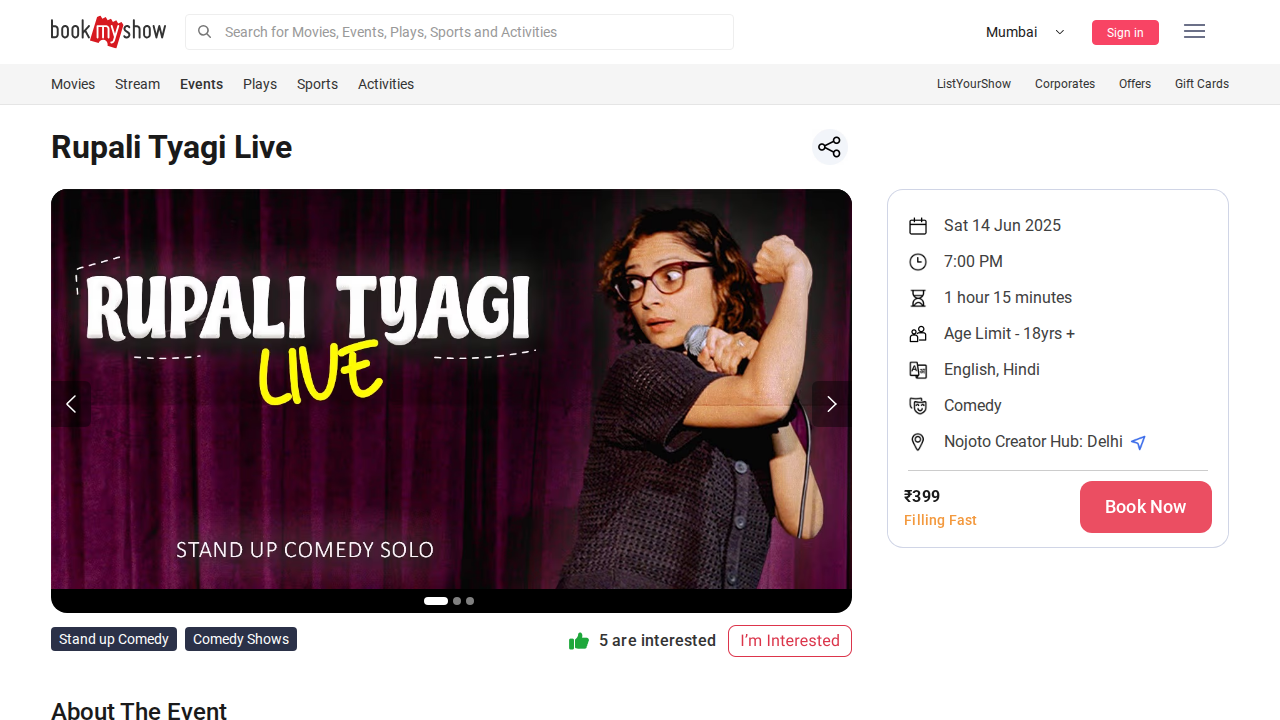 bookmyshow
Search for Movies, Events, Plays, Sports and Activities
Mumbai
Sign in
Movies
Stream
Events
Plays
Sports
Activities
ListYourShow
Corporates
Offers
Gift Cards
Rupali Tyagi Live
RUPALI TYAGI
LIVE
STAND UP COMEDY SOLO
Sat 14 Jun 2025
7:00 PM
1 hour 15 minutes
Age Limit - 18yrs +
English, Hindi
Comedy
Nojoto Creator Hub: Delhi
₹399
Filling Fast
Book Now
Stand up Comedy
Comedy Shows
5 are interested
I’m Interested
About The Event